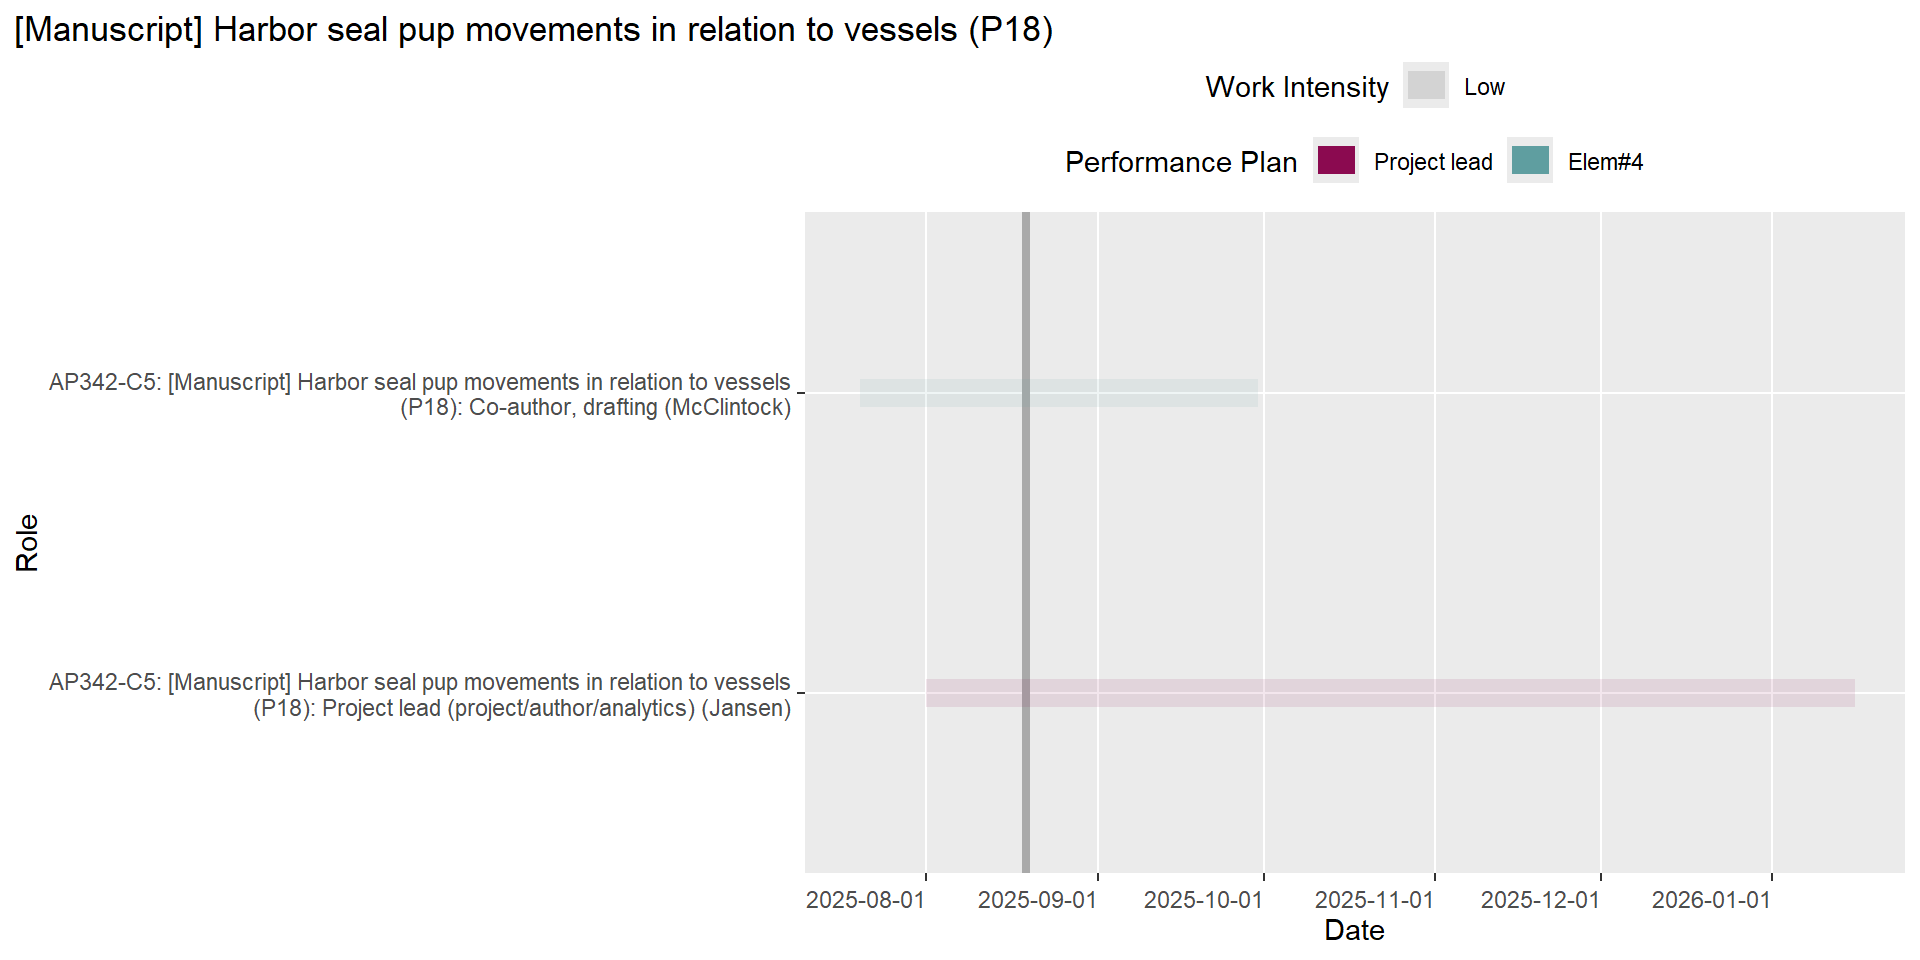 [Manuscript] Harbor seal pup movements in relation to vessels (P18)
Work Intensity Low
Performance Plan Project lead Elem#4
AP342-C5: [Manuscript] Harbor seal pup movements in relation to vessels
(P18): Co-author, drafting (McClintock)
Role
AP342-C5: [Manuscript] Harbor seal pup movements in relation to vessels
(P18): Project lead (project/author/analytics) (Jansen)
2025-08-01 2025-09-01 2025-10-01 2025-11-01 2025-12-01 2026-01-01
Date